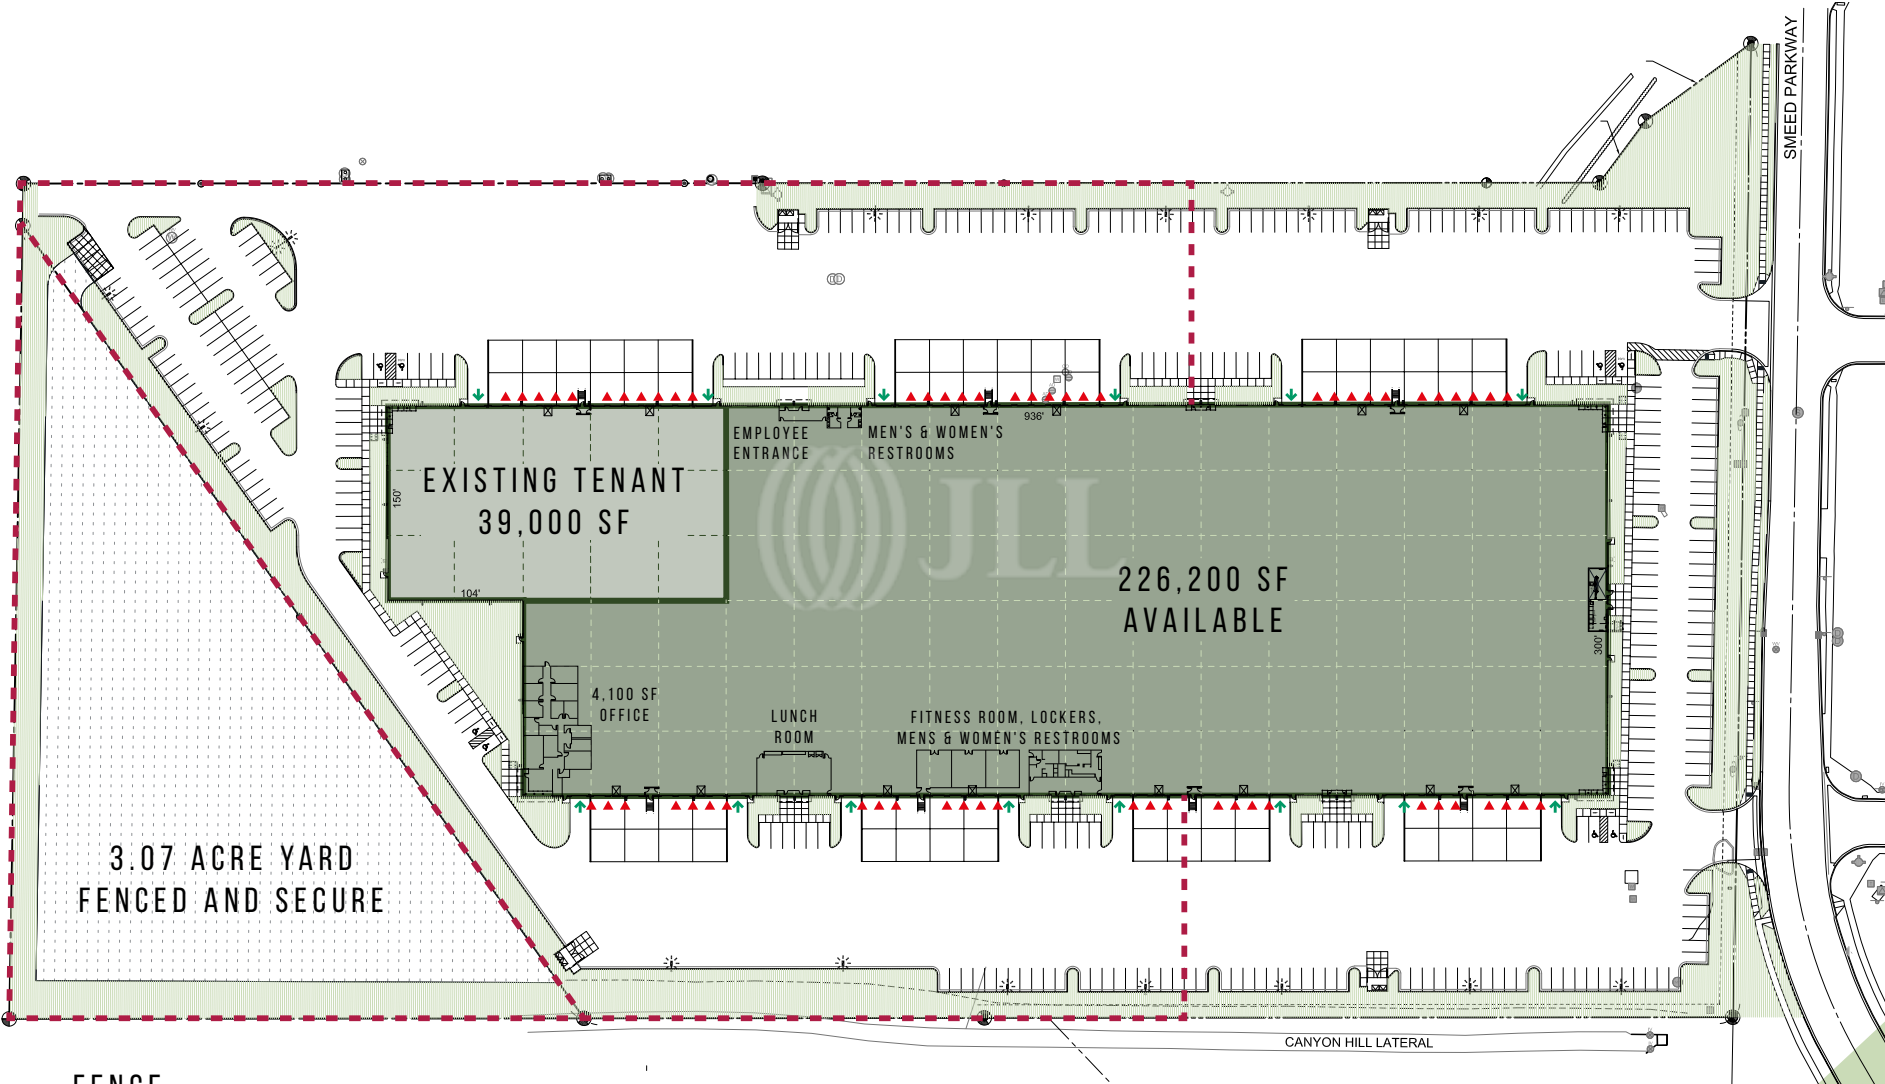 SMEED PARKWAY
936'
EMPLOYEE
ENTRANCE
MEN'S & WOMEN'S
RESTROOMS
EXISTING TENANT
39,000 SF
150'
104'
JLL
226,200 SF
AVAILABLE
300'
4,100 SF
OFFICE
LUNCH
ROOM
FITNESS ROOM, LOCKERS,
MENS & WOMEN'S RESTROOMS
3.07 ACRE YARD
FENCED AND SECURE
CANYON HILL LATERAL
FENCE